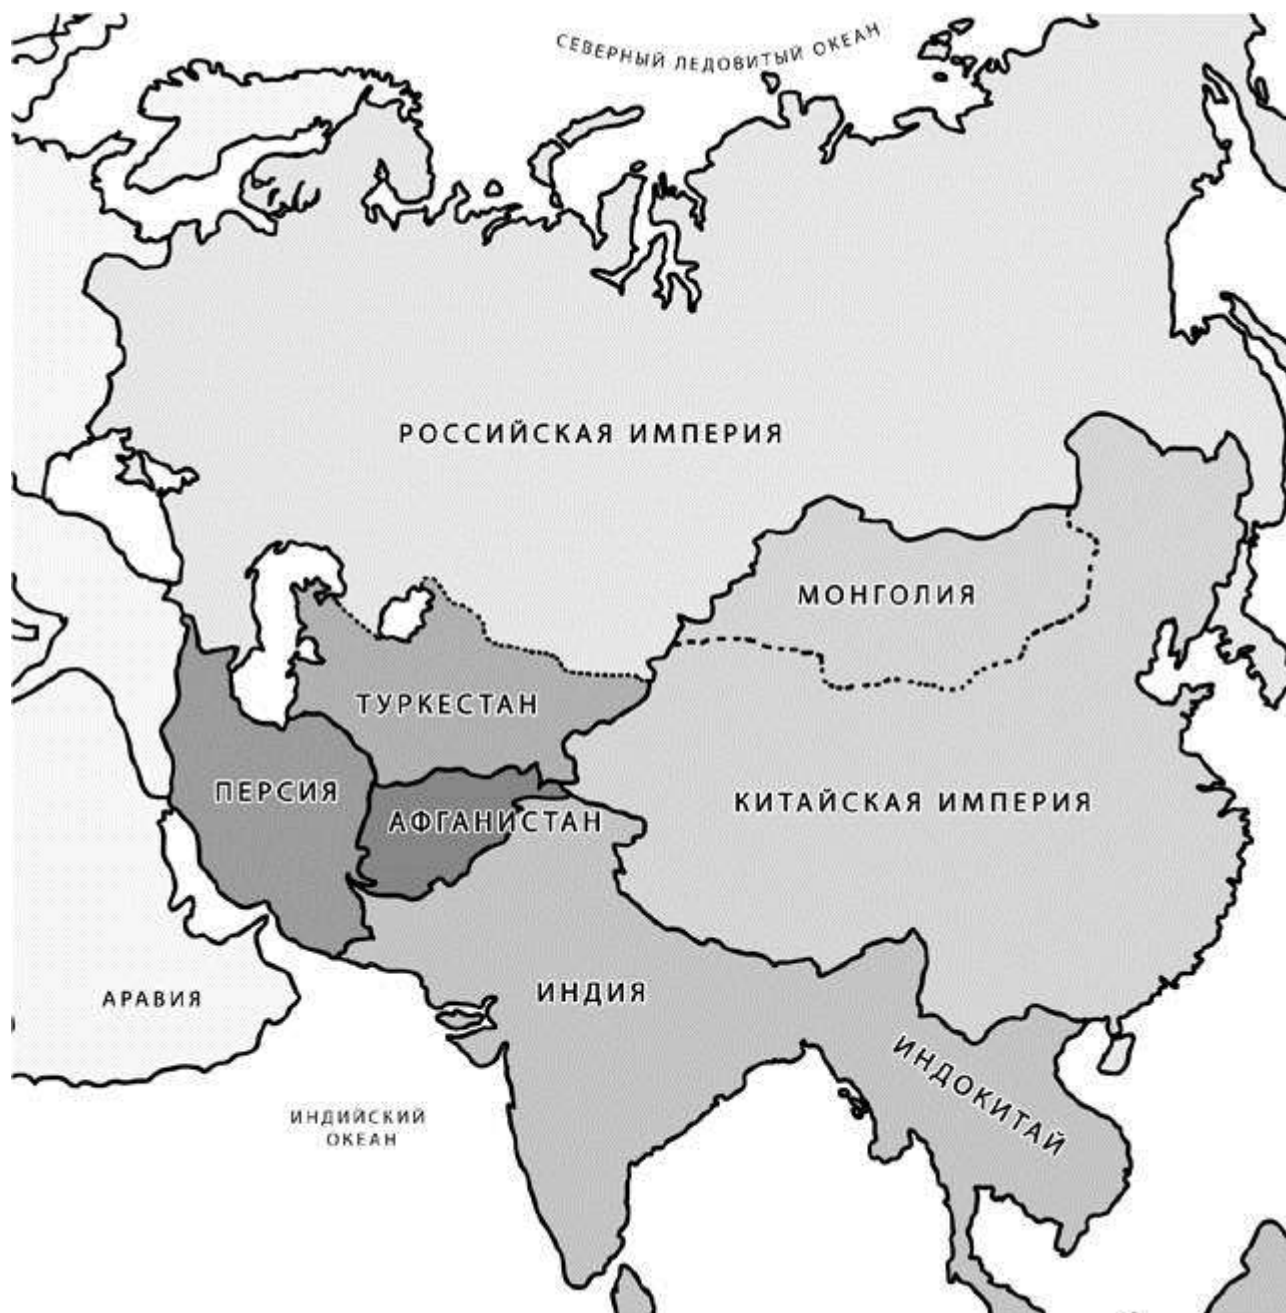 СЕВЕРНЫЙ ЛЕДОВИТЫЙ ОКЕАН
РОССИЙСКАЯ ИМПЕРИЯ
МОНГОЛИЯ
ТУРКЕСТАН
ПЕРСИЯ
АФГАНИСТАН
КИТАЙСКАЯ ИМПЕРИЯ
АРАВИЯ
ИНДИЯ
ИНДОКИТАЙ
ИНДИЙСКИЙ
ОКЕАН